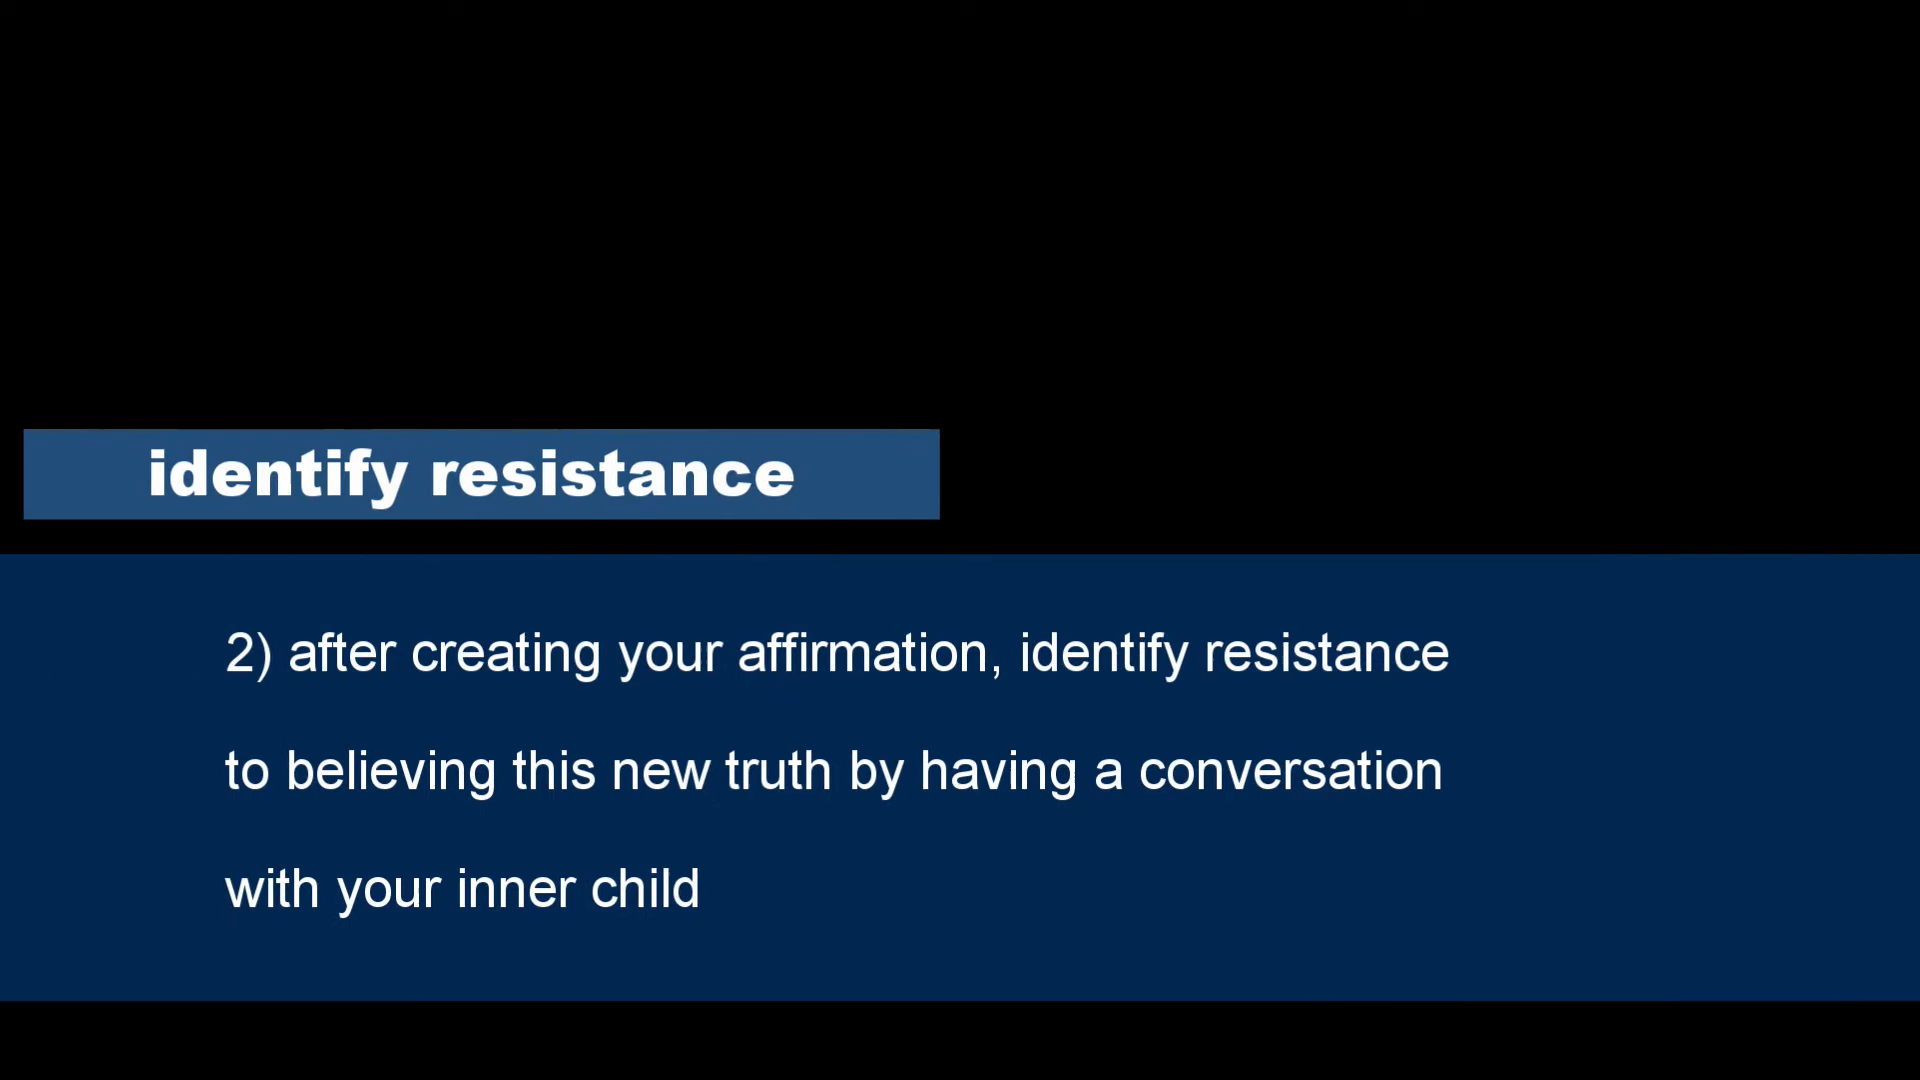 identify resistance
2) after creating your affirmation, identify resistance
to believing this new truth by having a conversation
with your inner child